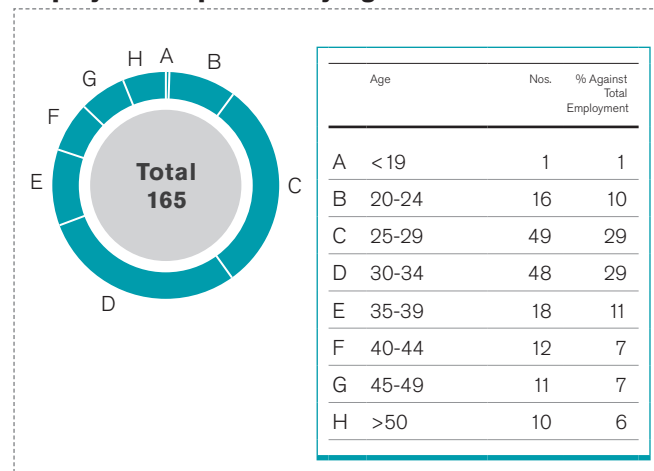 H A B
G
F
E
C
D
Total
165
Age Nos. % Against
Total
Employment
A <19 1 1
B 20-24 16 10
C 25-29 49 29
D 30-34 48 29
E 35-39 18 11
F 40-44 12 7
G 45-49 11 7
H >50 10 6